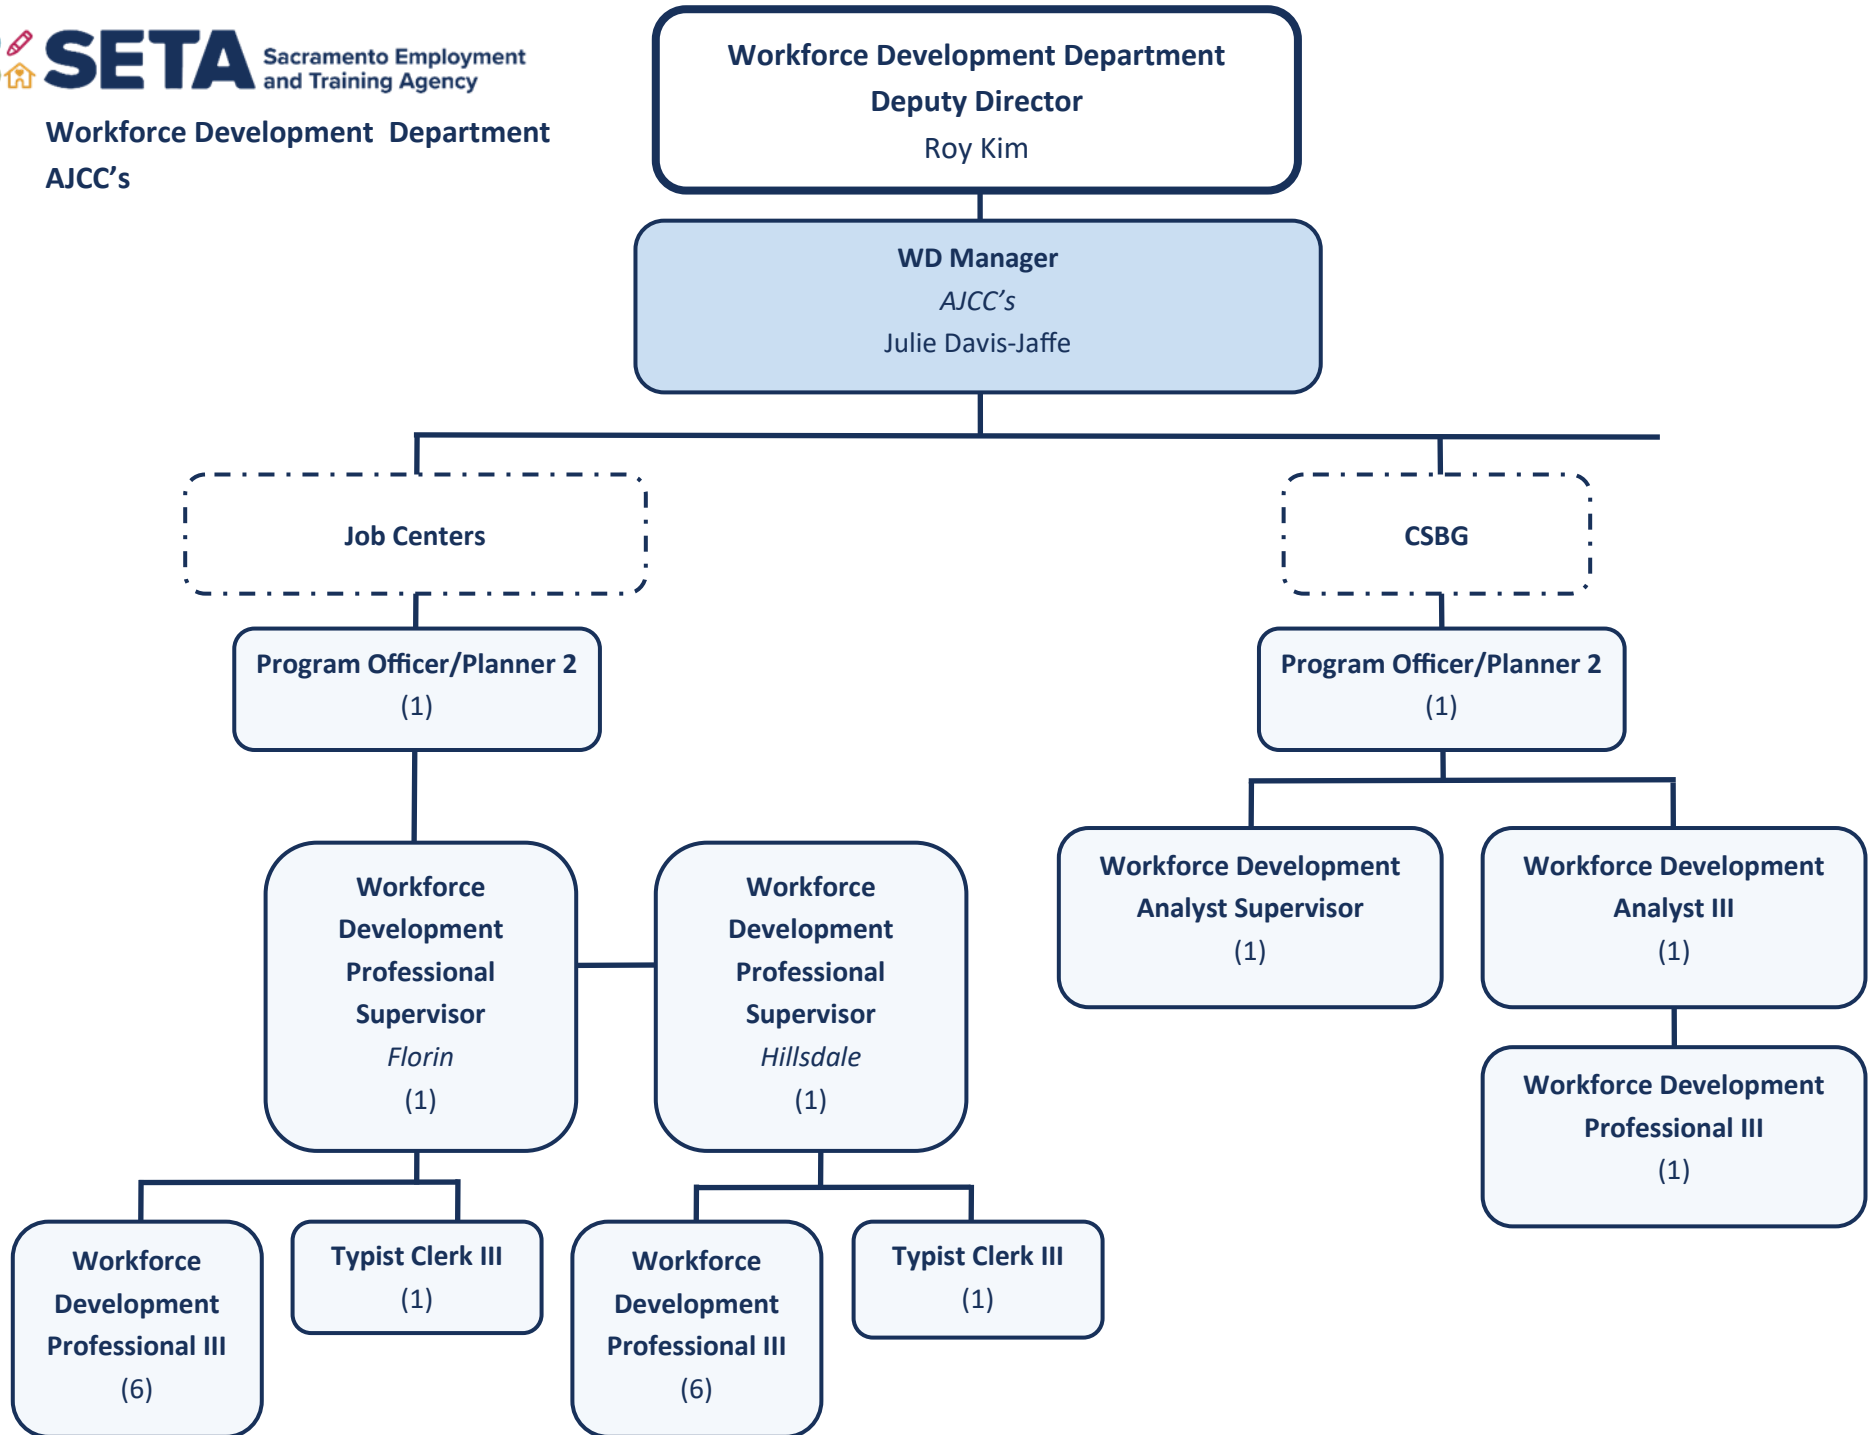 SETA Sacramento Employment
and Training Agency
Workforce Development Department
AJCC's
Workforce Development Department
Deputy Director
Roy Kim
WD Manager
AJCC's
Julie Davis-Jaffe
Job Centers
CSBG
Program Officer/Planner 2
(1)
Program Officer/Planner 2
(1)
Workforce
Development
Professional
Supervisor
Florin
(1)
Workforce
Development
Professional
Supervisor
Hillsdale
(1)
Workforce Development
Analyst Supervisor
(1)
Workforce Development
Analyst III
(1)
Workforce Development
Professional III
(1)
Workforce
Development
Professional III
(6)
Typist Clerk III
(1)
Workforce
Development
Professional III
(6)
Typist Clerk III
(1)